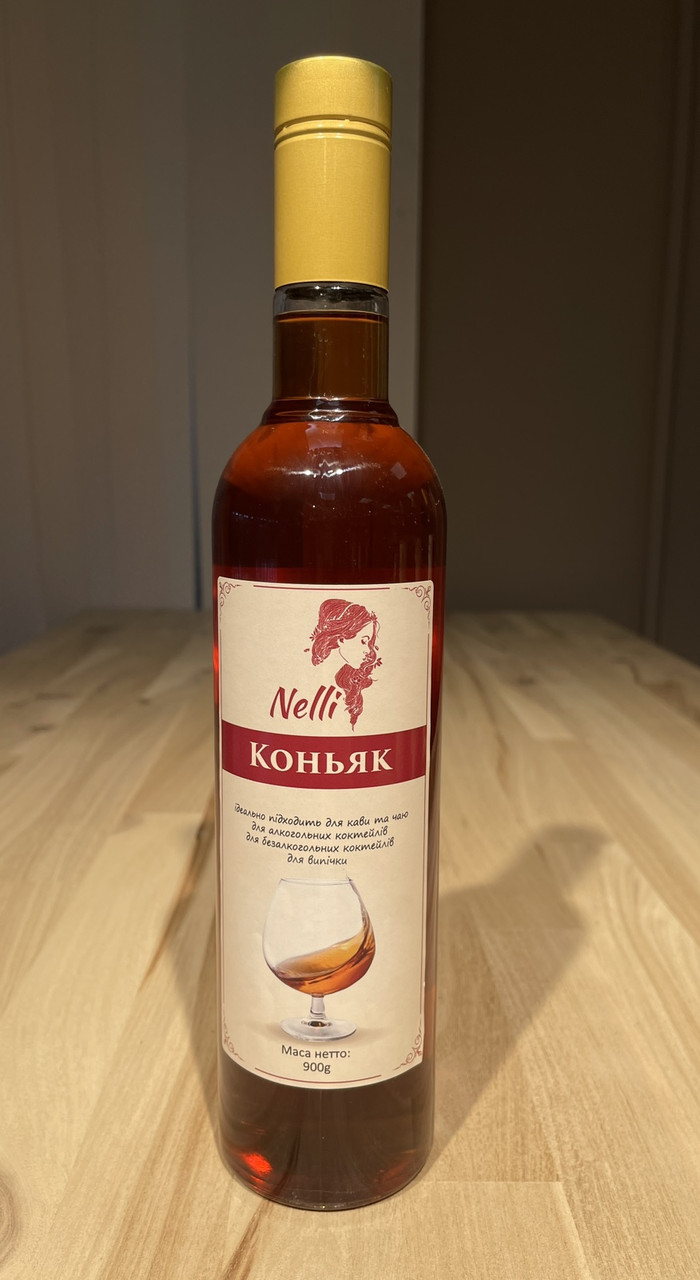 Nelli
Коньяк
ідеально підходить для кави та чаю
для алкогольних коктейлів
для безалкогольних коктейлів
для випічки
Маса нетто:
900g